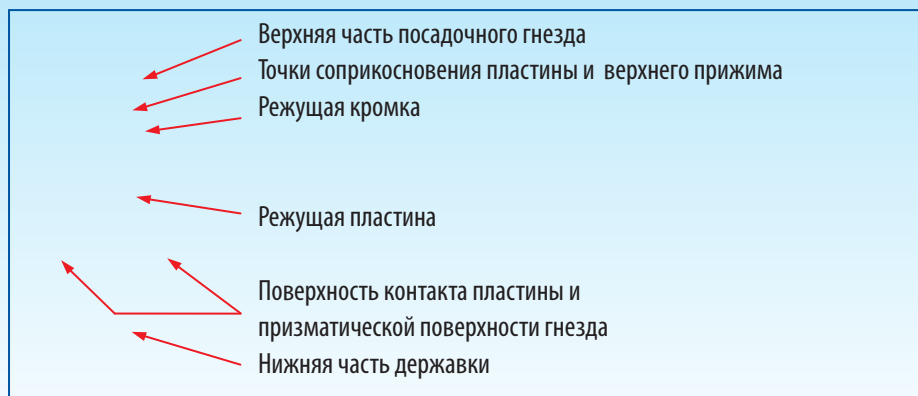 Верхняя часть посадочного гнезда
Точки соприкосновения пластины и верхнего прижима
Режущая кромка
Режущая пластина
Поверхность контакта пластины и
призматической поверхности гнезда
Нижняя часть державки